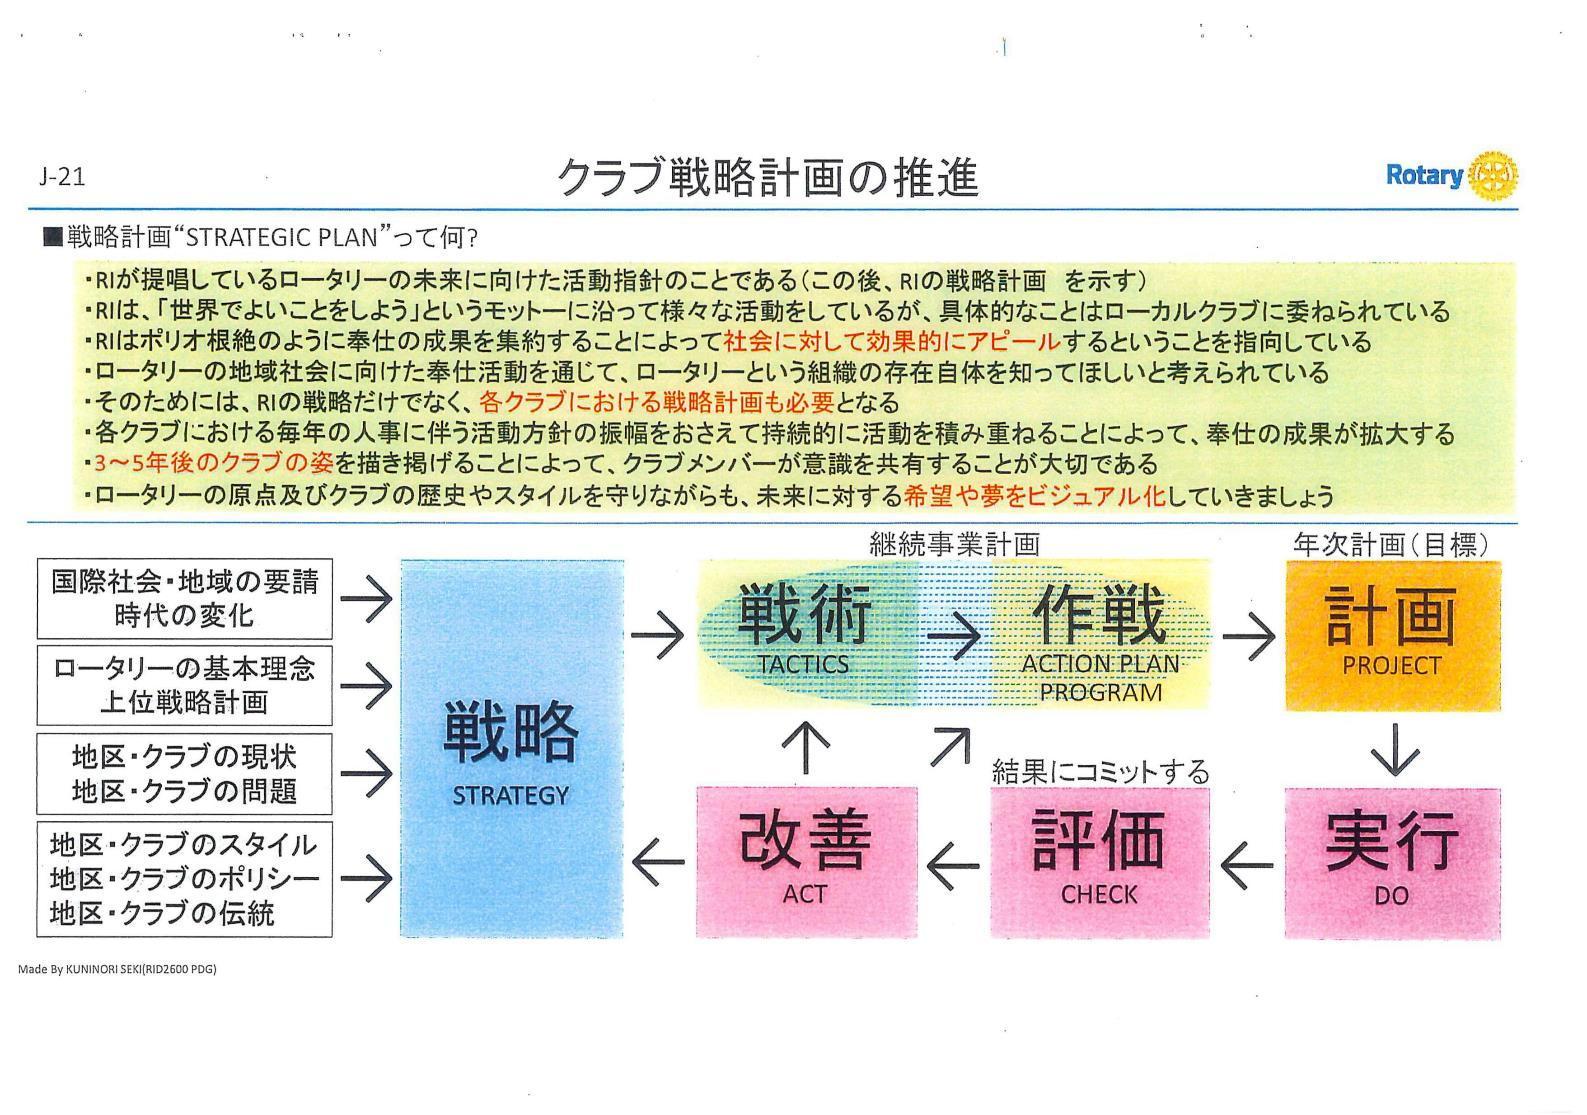 J-21
クラブ戦略計画の推進
Rotary
■戦略計画“STRATEGIC PLAN”って何?
・RIが提唱しているロータリーの未来に向けた活動指針のことである(この後、RIの戦略計画　を示す)
・RIは、「世界でよいことをしよう」というモットーに沿って様々な活動をしているが、具体的なことはローカルクラブに委ねられている
・RIはポリオ根絶のように奉仕の成果を集約することによって社会に対して効果的にアピールするということを指向している
・ロータリーの地域社会に向けた奉仕活動を通じて、ロータリーという組織の存在自体を知ってほしいと考えられている
・そのためには、RIの戦略だけでなく、各クラブにおける戦略計画も必要となる
・各クラブにおける毎年の人事に伴う活動方針の振幅をおさえて持続的に活動を積み重ねることによって、奉仕の成果が拡大する
・3～5年後のクラブの姿を描き掲げることによって、クラブメンバーが意識を共有することが大切である
・ロータリーの原点及びクラブの歴史やスタイルを守りながらも、未来に対する希望や夢をビジュアル化していきましょう
国際社会・地域の要請
時代の変化
ロータリーの基本理念
上位戦略計画
地区・クラブの現状
地区・クラブの問題
地区・クラブのスタイル
地区・クラブのポリシー
地区・クラブの伝統
戦略
STRATEGY
継続事業計画
戦術
TACTICS
作戦
ACTION PLAN
PROGRAM
年次計画(目標)
計画
PROJECT
結果にコミットする
改善
ACT
評価
CHECK
実行
DO
Made By KUNINORI SEKI(RID2600 PDG)